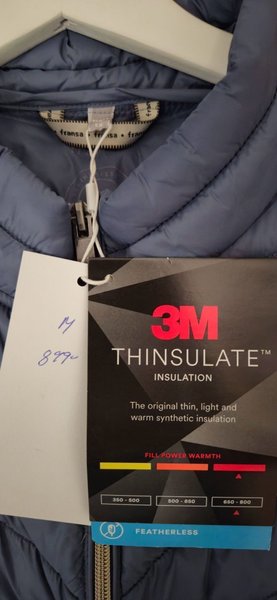 fransa • fransa • fransa
M
899-
3M
THINSULATE™
INSULATION
The original thin, light and
warm synthetic insulation
FILL POWER WARMTH
350 - 500 500 - 650 650 - 800
FEATHERLESS